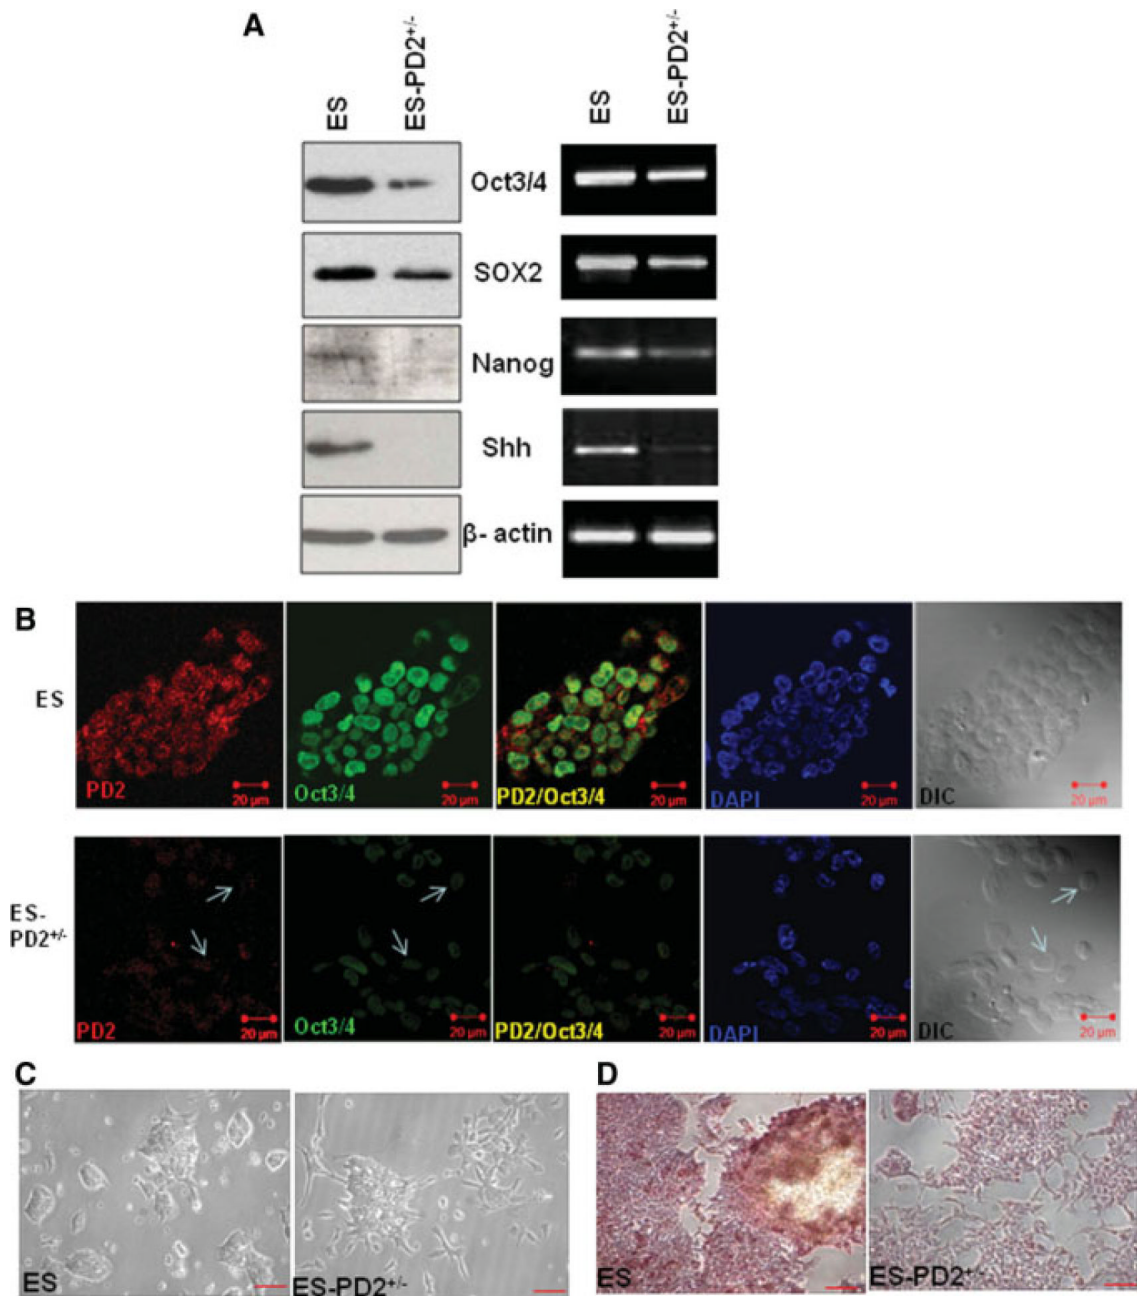 A
ES
ES-PD2+/-
ES
ES-PD2+/-
Oct3/4
SOX2
Nanog
Shh
β- actin
B
ES
PD2
20 µm
Oct3/4
20 µm
PD2/Oct3/4
20 µm
DAPI
20 µm
DIC
20 µm
ES-
PD2+/-
PD2
20 µm
Oct3/4
20 µm
PD2/Oct3/4
20 µm
DAPI
20 µm
DIC
20 µm
C
ES
ES-PD2+/-
D
ES
ES-PD2+/-